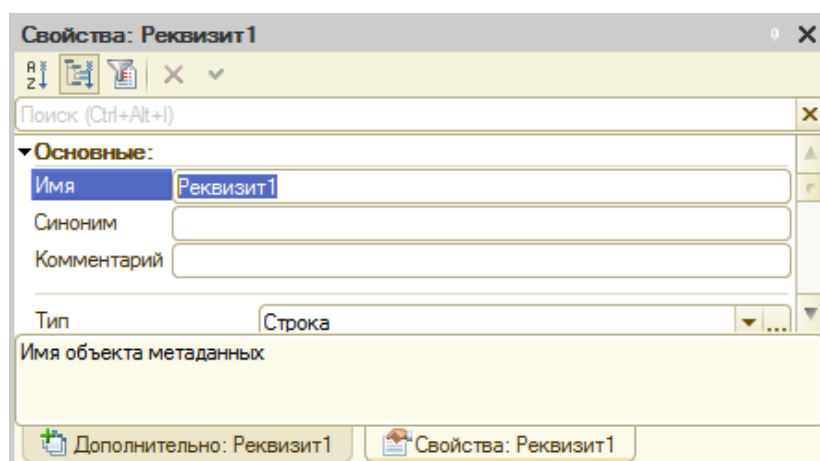 Свойства: Реквизит1
Поиск (Ctrl+Alt+I)
Основные:
Имя Реквизит1
Синоним
Комментарий
Тип Строка ...
Имя объекта метаданных
Дополнительно: Реквизит1 Свойства: Реквизит1